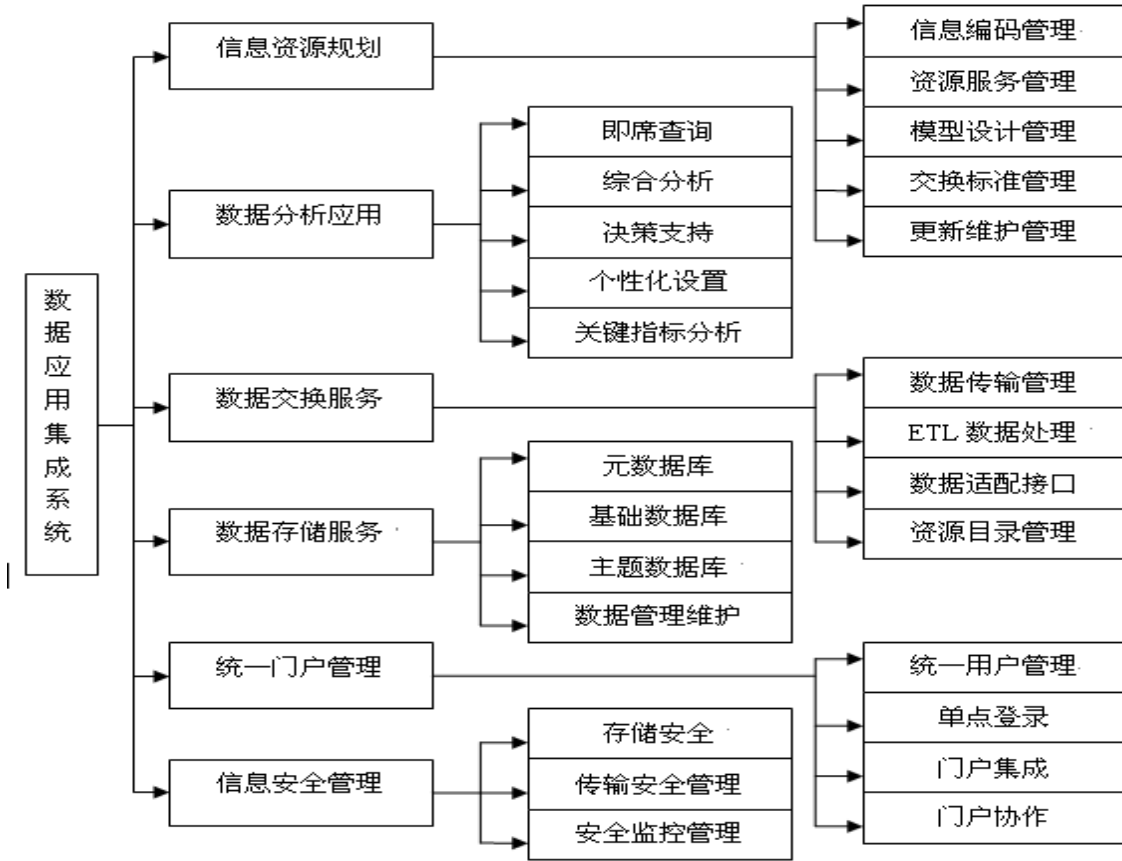 数据应用集成系统
信息资源规划
信息编码管理
资源服务管理
模型设计管理
交换标准管理
更新维护管理
数据分析应用
即席查询
综合分析
决策支持
个性化设置
关键指标分析
数据交换服务
数据传输管理
ETL 数据处理
数据适配接口
资源目录管理
数据存储服务
元数据库
基础数据库
主题数据库
数据管理维护
统一门户管理
统一用户管理
单点登录
门户集成
门户协作
信息安全管理
存储安全
传输安全管理
安全监控管理